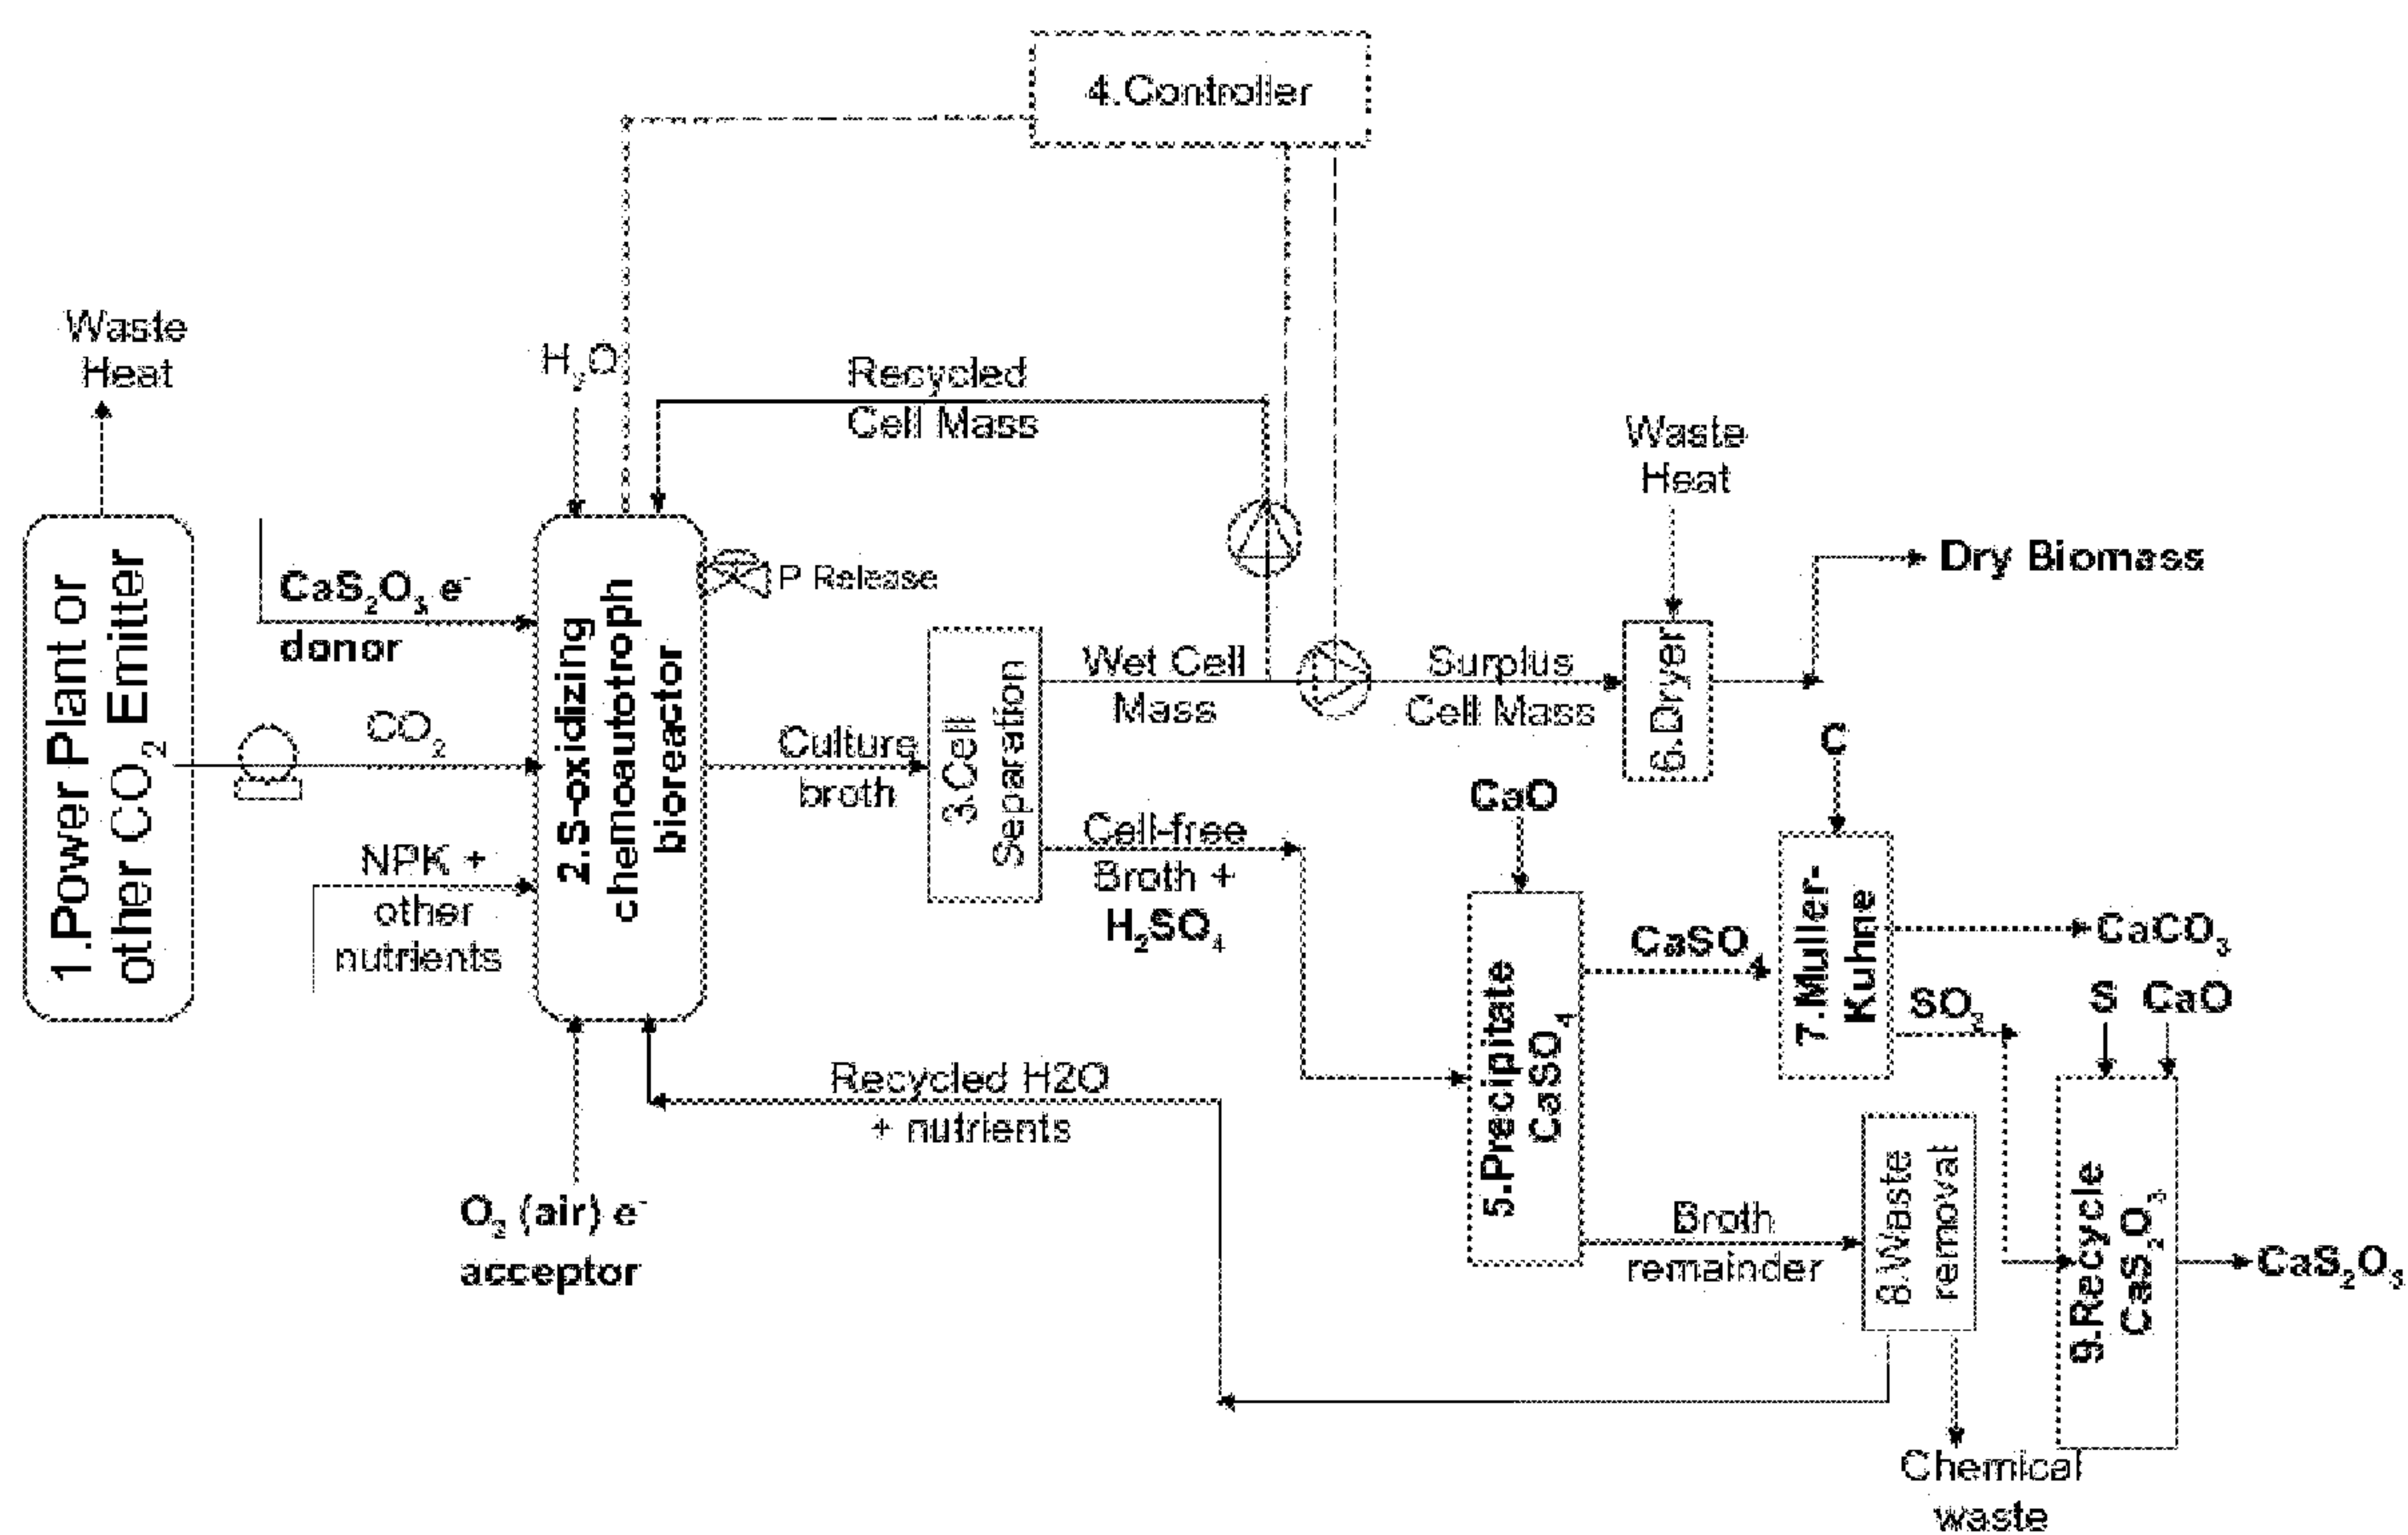 4.Controller
Waste
Heat
H₂O
Recycled
Cell Mass
Waste
Heat
1.Power Plant or
other CO₂ Emitter
CaS₂O₃ e⁻
donor
CO₂
NPK +
other
nutrients
2.S-oxidizing
chemoautotroph
bioreactor
P Release
Culture
broth
3.Cell
Separation
Wet Cell
Mass
Surplus
Cell Mass
6.Dryer
Dry Biomass
Cell-free
Broth +
H₂SO₄
CaO
C
5.Precipitate
CaSO₄
CaSO₄
7.Muller-
Kuhne
CaCO₃
SO₂
S CaO
Recycled H2O
+ nutrients
O₂ (air) e⁻
acceptor
Broth
remainder
8.Waste
removal
9.Recycle
CaS₂O₃
CaS₂O₃
Chemical
waste